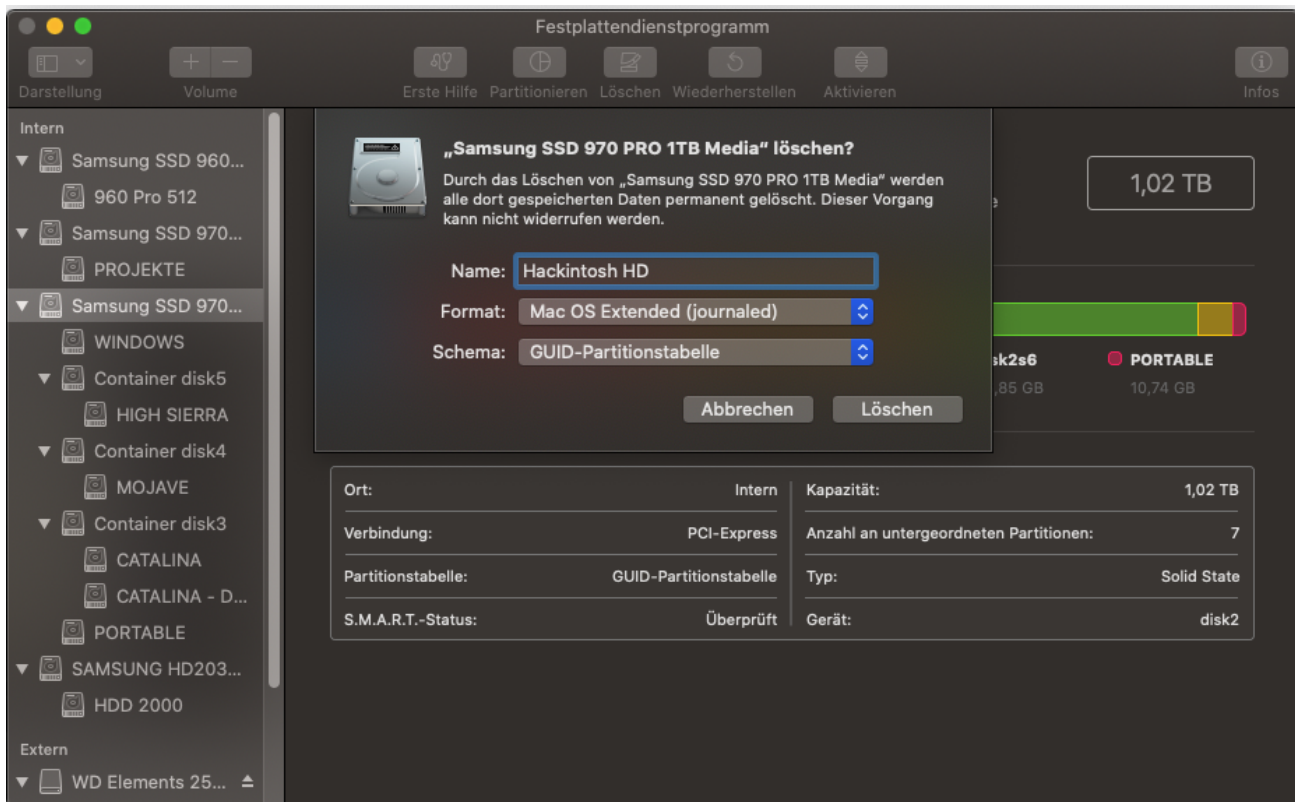 Festplattendienstprogramm
Darstellung
Volume
Erste Hilfe
Partitionieren
Löschen
Wiederherstellen
Aktivieren
Infos
Intern
Samsung SSD 960...
960 Pro 512
Samsung SSD 970...
PROJEKTE
Samsung SSD 970...
WINDOWS
Container disk5
HIGH SIERRA
Container disk4
MOJAVE
Container disk3
CATALINA
CATALINA - D...
PORTABLE
SAMSUNG HD203...
HDD 2000
Extern
WD Elements 25...
„Samsung SSD 970 PRO 1TB Media“ löschen?
Durch das Löschen von „Samsung SSD 970 PRO 1TB Media“ werden
alle dort gespeicherten Daten permanent gelöscht. Dieser Vorgang
kann nicht widerrufen werden.
Name: Hackintosh HD
Format: Mac OS Extended (journaled)
Schema: GUID-Partitionstabelle
Abbrechen
Löschen
1,02 TB
sk2s6
,85 GB
PORTABLE
10,74 GB
Ort: Intern
Verbindung: PCI-Express
Partitionstabelle: GUID-Partitionstabelle
S.M.A.R.T.-Status: Überprüft
Kapazität: 1,02 TB
Anzahl an untergeordneten Partitionen: 7
Typ: Solid State
Gerät: disk2